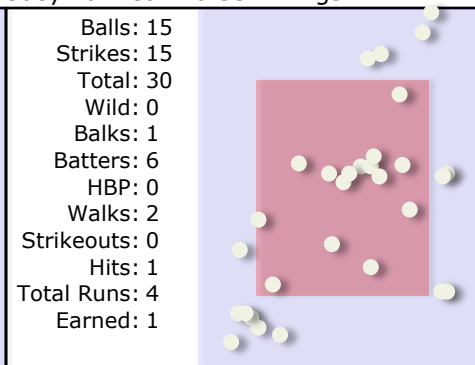 Balls: 15
Strikes: 15
Total: 30
Wild: 0
Balks: 1
Batters: 6
HBP: 0
Walks: 2
Strikeouts: 0
Hits: 1
Total Runs: 4
Earned: 1